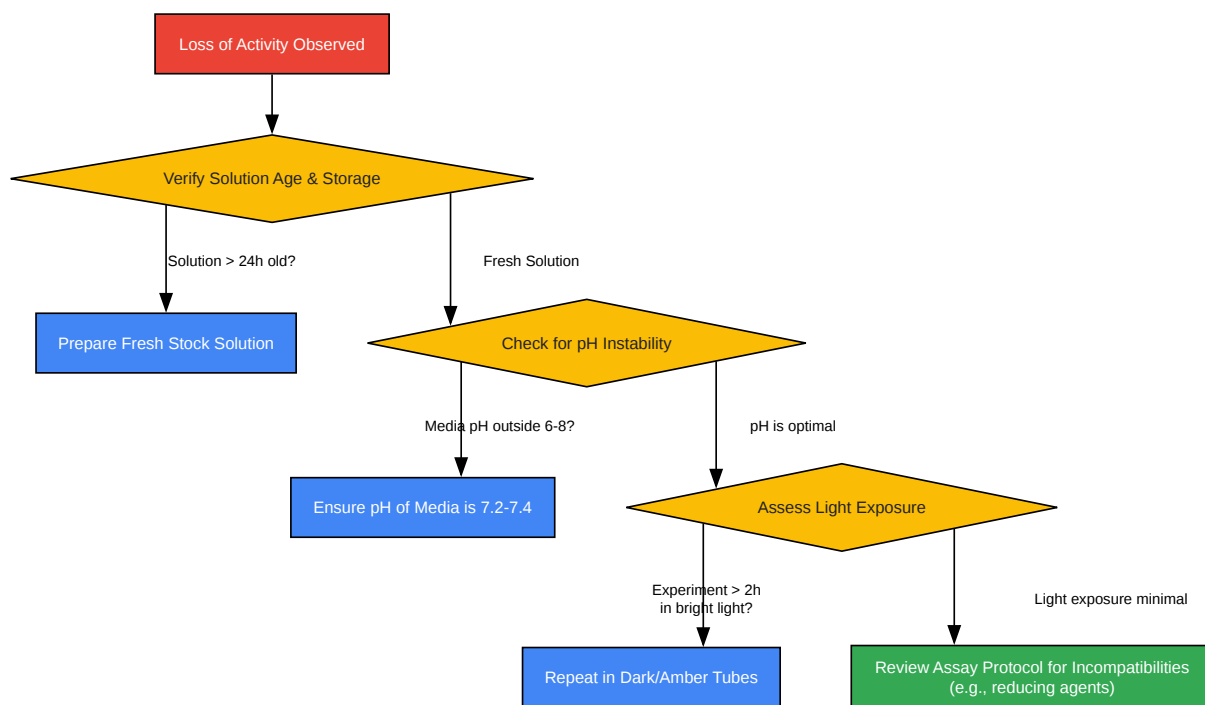 Loss of Activity Observed
Verify Solution Age & Storage
Solution > 24h old?
Fresh Solution
Prepare Fresh Stock Solution
Check for pH Instability
Media pH outside 6-8?
pH is optimal
Ensure pH of Media is 7.2-7.4
Assess Light Exposure
Experiment > 2h
in bright light?
Light exposure minimal
Repeat in Dark/Amber Tubes
Review Assay Protocol for Incompatibilities
(e.g., reducing agents)